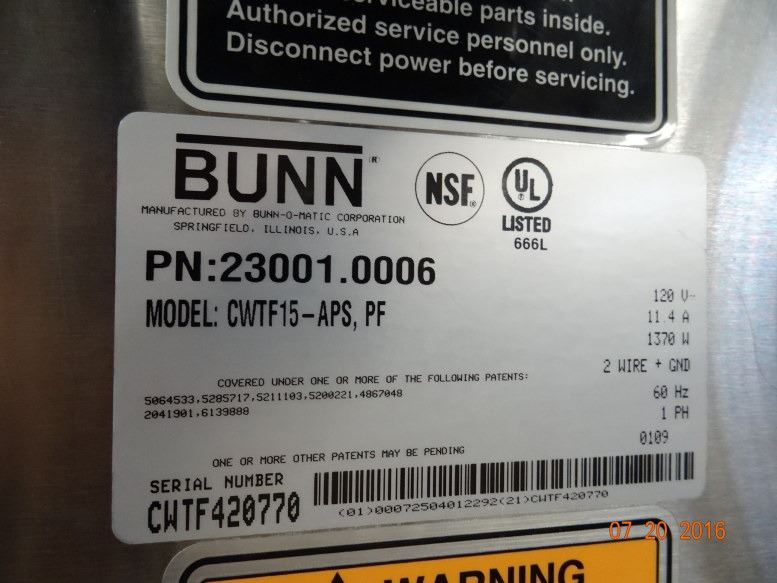 serviceable parts inside.
Authorized service personnel only.
Disconnect power before servicing.
BUNN®
MANUFACTURED BY BUNN-O-MATIC CORPORATION
SPRINGFIELD, ILLINOIS, U.S.A
NSF®
UL®
LISTED
666L
PN:23001.0006
MODEL: CWTF15-APS, PF
120 V~
11.4 A
1370 W
2 WIRE + GND
60 Hz
1 PH
0109
COVERED UNDER ONE OR MORE OF THE FOLLOWING PATENTS:
5064533,5285717,5211103,5200221,4867048
2041901,6139888
ONE OR MORE OTHER PATENTS MAY BE PENDING
SERIAL NUMBER
CWTF420770
(01)00072504012292(21)CWTF420770
07 20 2016
WARNING